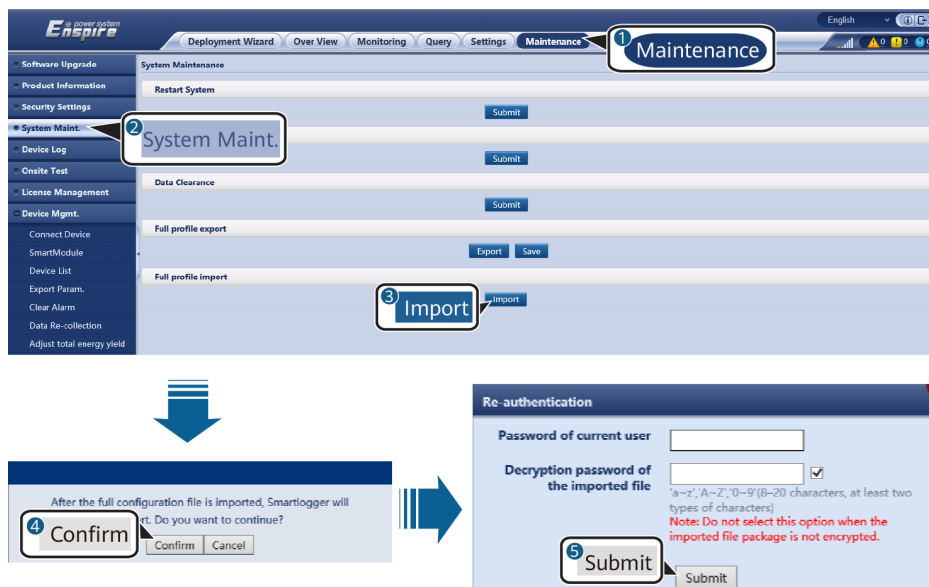 e power system
Enspire
English
Deployment Wizard
Over View
Monitoring
Query
Settings
Maintenance
1
Maintenance
0
0
Software Upgrade
Product Information
Security Settings
System Maint.
Device Log
Onsite Test
License Management
Device Mgmt.
Connect Device
SmartModule
Device List
Export Param.
Clear Alarm
Data Re-collection
Adjust total energy yield
System Maintenance
Restart System
Submit
2
System Maint.
Submit
Data Clearance
Submit
Full profile export
Export
Save
Full profile import
3
Import
Import
After the full configuration file is imported, Smartlogger will
rt. Do you want to continue?
4
Confirm
Confirm
Cancel
Re-authentication
Password of current user
Decryption password of
the imported file
'a~z','A~Z','0~9'(8–20 characters, at least two
types of characters)
Note: Do not select this option when the
imported file package is not encrypted.
5
Submit
Submit